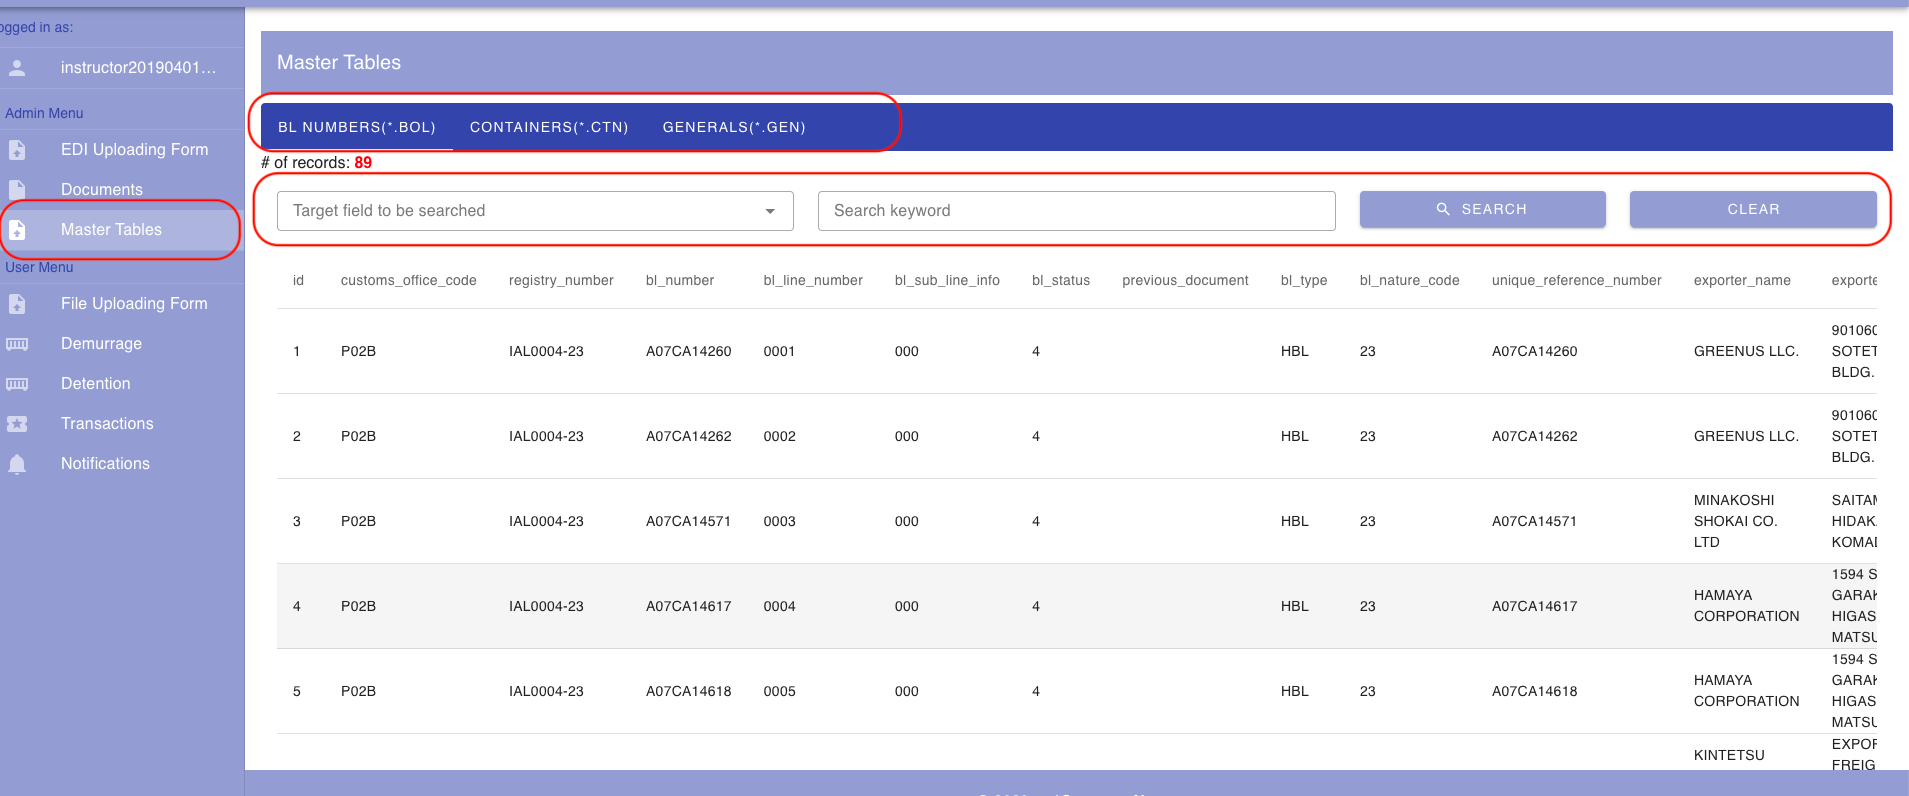 ogged in as:
instructor20190401...
Admin Menu
EDI Uploading Form
Documents
Master Tables
User Menu
File Uploading Form
Demurrage
Detention
Transactions
Notifications
Master Tables
BL NUMBERS(*.BOL) CONTAINERS(*.CTN) GENERALS(*.GEN)
# of records: 89
Target field to be searched Search keyword SEARCH CLEAR
id customs_office_code registry_number bl_number bl_line_number bl_sub_line_info bl_status previous_document bl_type bl_nature_code unique_reference_number exporter_name exporte
1 P02B IAL0004-23 A07CA14260 0001 000 4 HBL 23 A07CA14260 GREENUS LLC. 901060
SOTET
BLDG.
2 P02B IAL0004-23 A07CA14262 0002 000 4 HBL 23 A07CA14262 GREENUS LLC. 901060
SOTET
BLDG.
3 P02B IAL0004-23 A07CA14571 0003 000 4 HBL 23 A07CA14571 MINAKOSHI
SHOKAI CO.
LTD
SAITAM
HIDAK
KOMAD
4 P02B IAL0004-23 A07CA14617 0004 000 4 HBL 23 A07CA14617 HAMAYA
CORPORATION
1594 S
GARAK
HIGAS
MATSU
5 P02B IAL0004-23 A07CA14618 0005 000 4 HBL 23 A07CA14618 HAMAYA
CORPORATION
1594 S
GARAK
HIGAS
MATSU
KINTETSU
EXPOR
FREIG